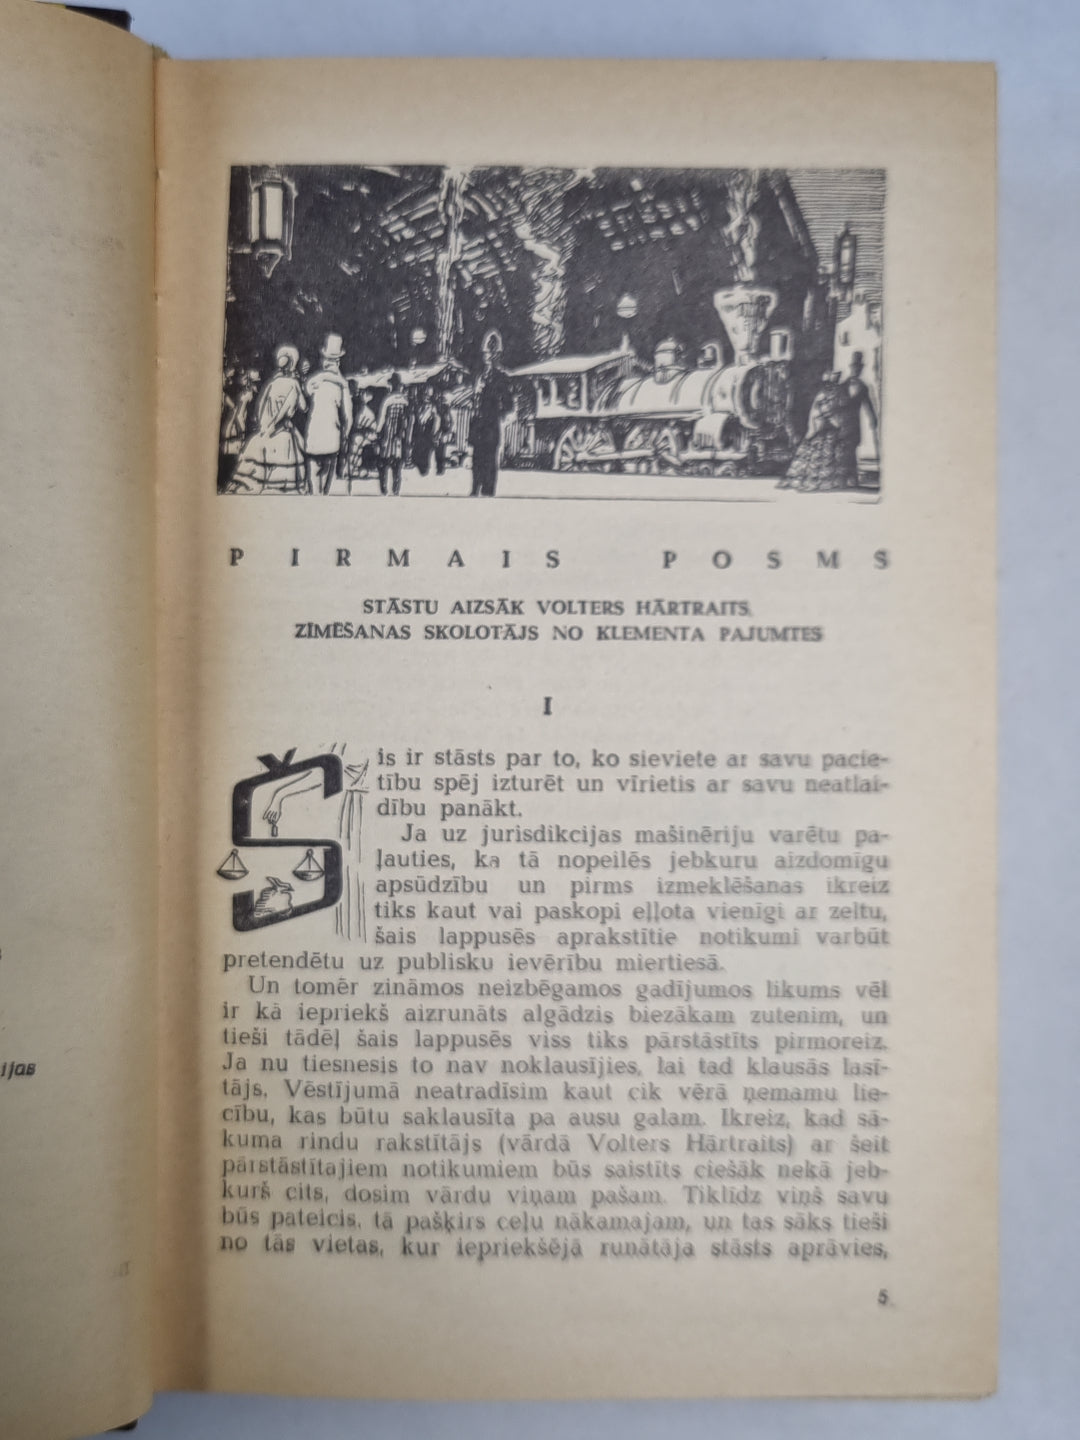 PIRMAIS POSMS
STĀSTU AIZSĀK VOLTERS HĀRTRAITS,
ZĪMĒŠANAS SKOLOTĀJS NO KLEMENTA PAJUMTES
I
Šis ir stāsts par to, ko sieviete ar savu pacie-
tību spēj izturēt un vīrietis ar savu neatlai-
dību panākt.
Ja uz jurisdikcijas mašinēriju varētu pa-
ļauties, ka tā nopeilēs jebkuru aizdomīgu
apsūdzību un pirms izmeklēšanas ikreiz
tiks kaut vai paskopi eļļota vienīgi ar zeltu,
šais lappusēs aprakstītie notikumi varbūt
pretendētu uz publisku ievērību miertiesā.
Un tomēr zināmos neizbēgamos gadījumos likums vēl
ir kā iepriekš aizrunāts algādzis biezākam zutenim, un
tieši tādēļ šais lappusēs viss tiks pārstāstīts pirmoreiz.
Ja nu tiesnesis to nav noklausījies, lai tad klausās lasī-
tājs. Vēstījumā neatradīsim kaut cik vērā ņemamu lie-
cību, kas būtu saklausīta pa ausu galam. Ikreiz, kad sā-
kuma rindu rakstītājs (vārdā Volters Hārtraits) ar šeit
pārstāstītajiem notikumiem būs saistīts ciešāk nekā jeb-
kurš cits, dosim vārdu viņam pašam. Tiklīdz viņš savu
būs pateicis, tā pašķirs ceļu nākamajam, un tas sāks tieši
no tās vietas, kur iepriekšējā runātāja stāsts aprāvies,
5
ijas